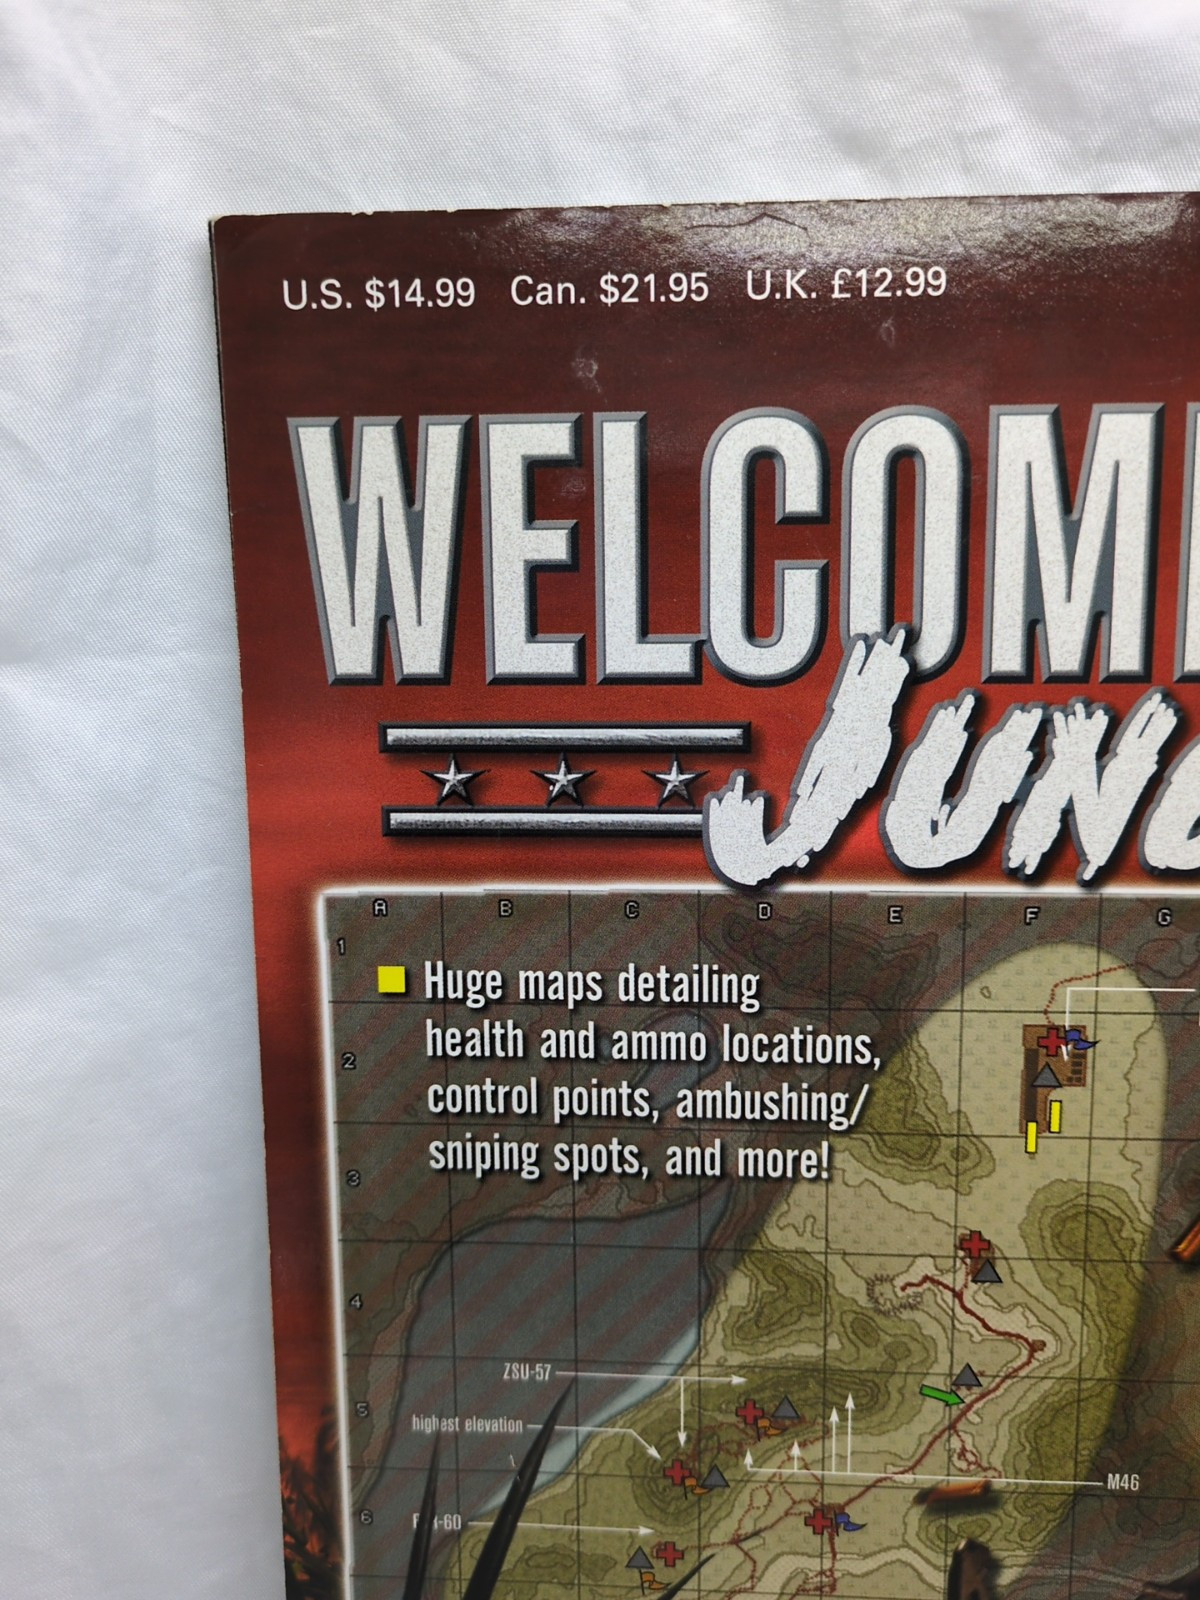 U.S. $14.99 Can. $21.95 U.K. £12.99
WELCOM
JUN
A B C D E F G
1
Huge maps detailing
health and ammo locations,
2
control points, ambushing/
sniping spots, and more!
3
4
ZSU-57
5
highest elevation
M46
6